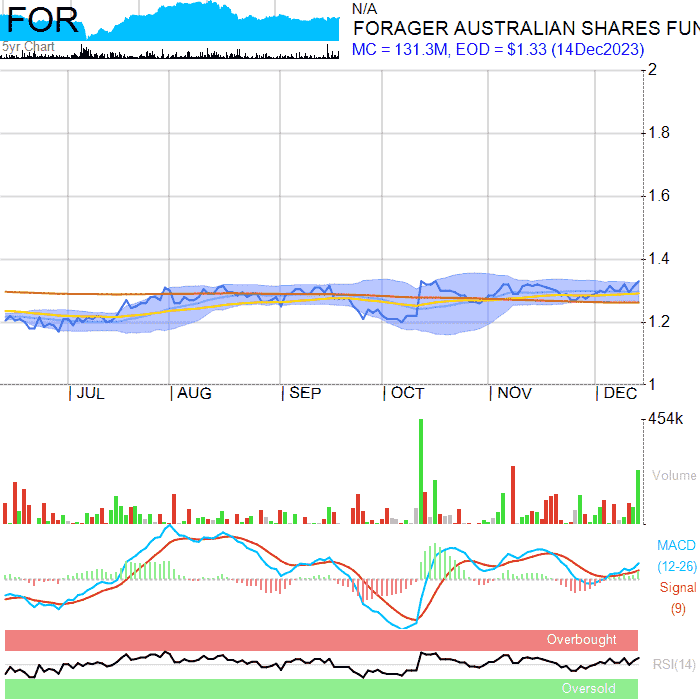 FOR
5yr Chart
N/A
FORAGER AUSTRALIAN SHARES FUN
MC = 131.3M, EOD = $1.33 (14Dec2023)
2
1.8
1.6
1.4
1.2
1
| JUL | AUG | SEP | OCT | NOV | DEC
454k
Volume
MACD
(12-26)
Signal
(9)
Overbought
RSI(14)
Oversold